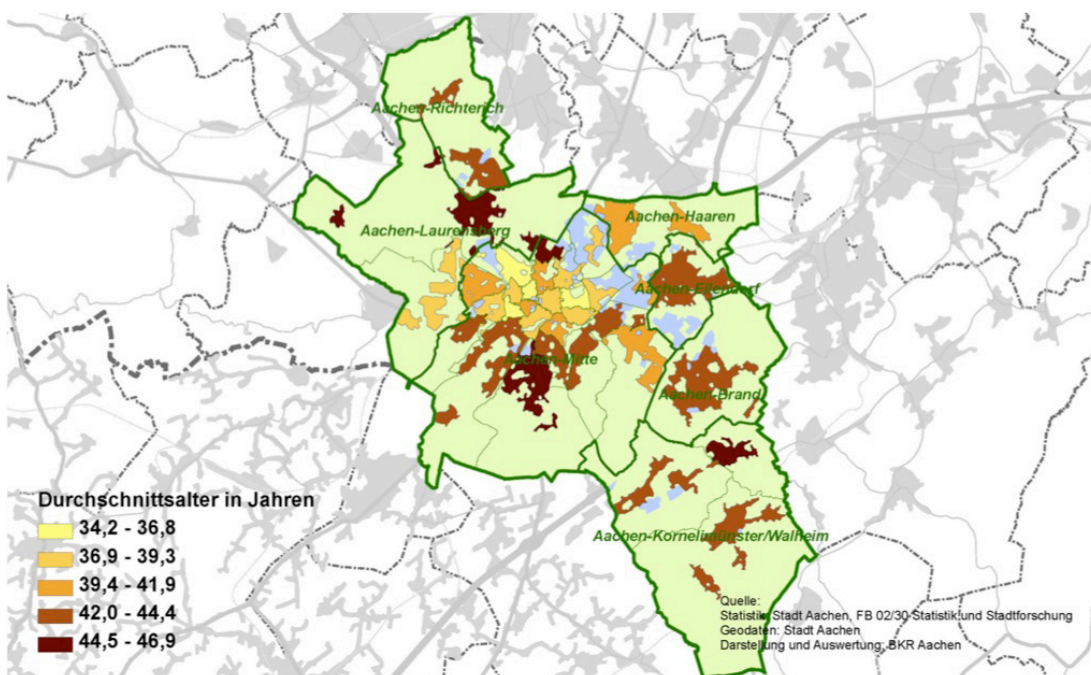 Aachen-Richterich
Aachen-Haaren
Aachen-Laurensberg
Aachen-Eilendorf
Aachen-Mitte
Aachen-Brand
Durchschnittsalter in Jahren
34,2 - 36,8
36,9 - 39,3
39,4 - 41,9
42,0 - 44,4
44,5 - 46,9
Aachen-Kornelimünster/Walheim
Quelle:
Statistik: Stadt Aachen, FB 02/30 Statistik und Stadtforschung
Geodaten: Stadt Aachen
Darstellung und Auswertung: BKR Aachen